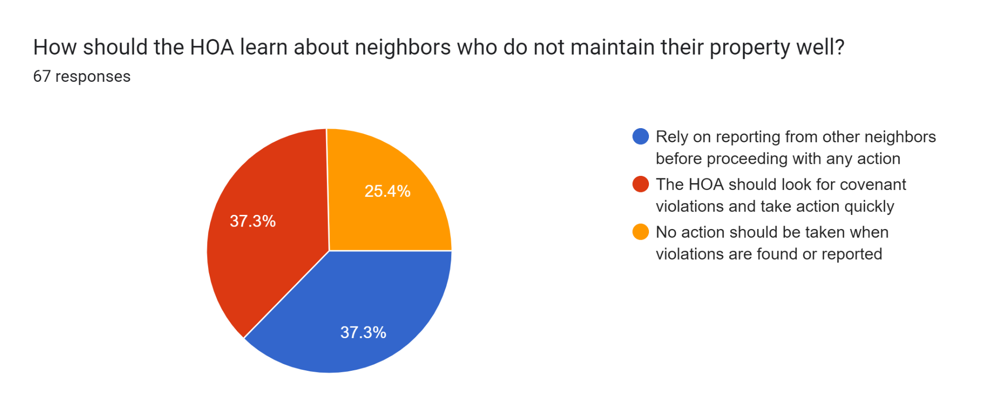 How should the HOA learn about neighbors who do not maintain their property well?
67 responses
25.4%
37.3%
37.3%
Rely on reporting from other neighbors
before proceeding with any action
The HOA should look for covenant
violations and take action quickly
No action should be taken when
violations are found or reported